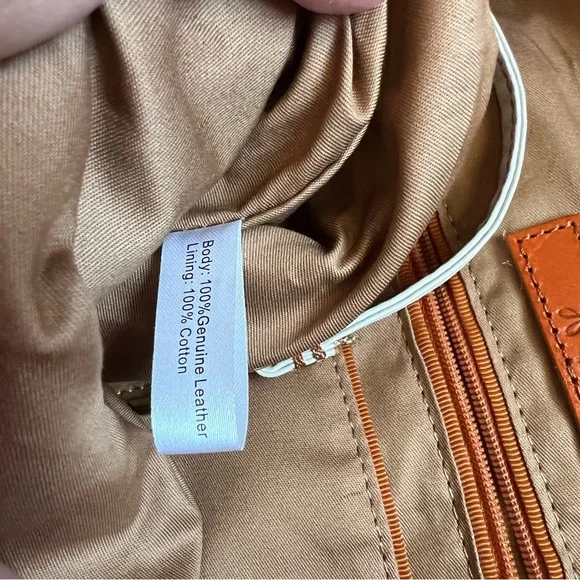 Body: 100%Genuine Leather
Lining: 100% Cotton